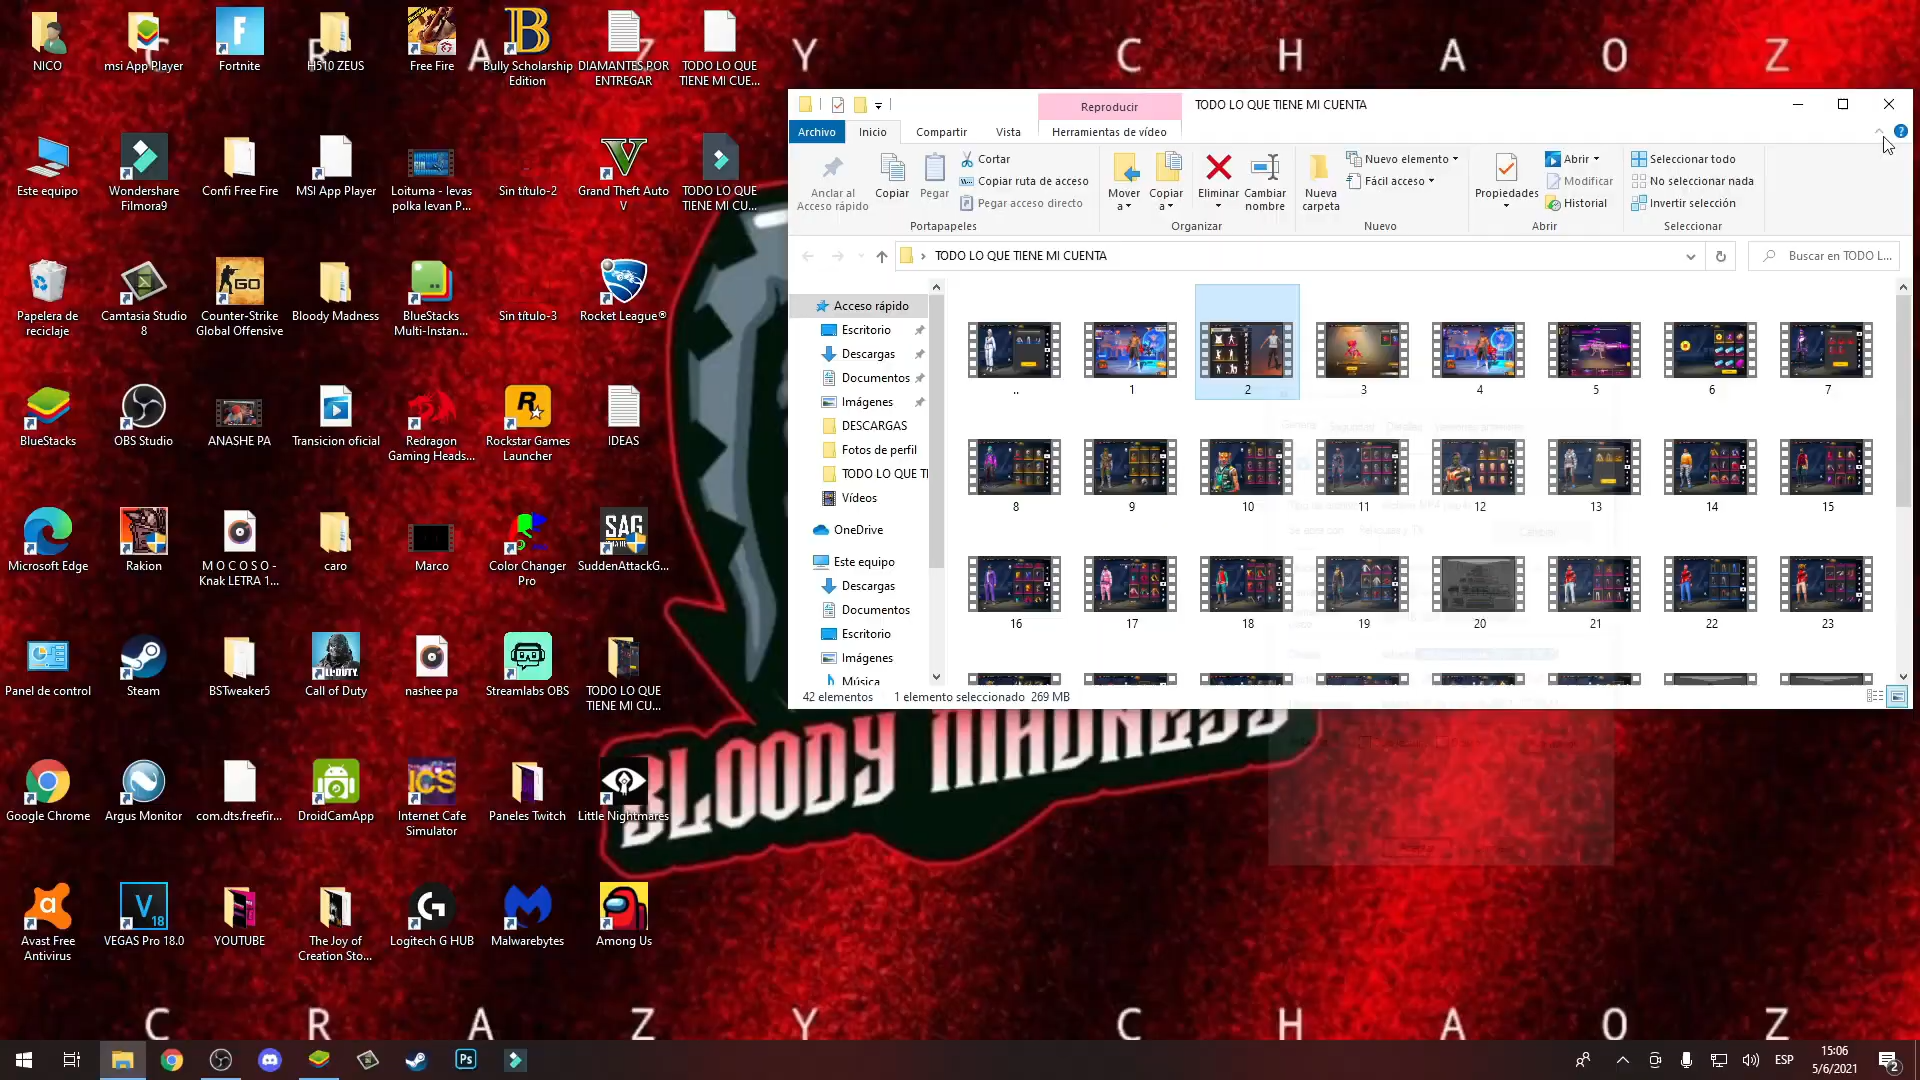 C R A Z Y C H A O Z
NICO
msi App Player
Fortnite
H510 ZEUS
Free Fire
Bully Scholarship
Edition
DIAMANTES POR
ENTREGAR
TODO LO QUE
TIENE MI CUE...
Este equipo
Wondershare
Filmora9
Confi Free Fire
MSI App Player
Loituma - levas
polka levan P...
Sin título-2
Grand Theft Auto
V
TODO LO QUE
TIENE MI CU...
Papelera de
reciclaje
Camtasia Studio
8
Counter-Strike
Global Offensive
Bloody Madness
BlueStacks
Multi-Instan...
Sin título-3
Rocket League®
BlueStacks
OBS Studio
ANASHE PA
Transicion oficial
Redragon
Gaming Heads...
Rockstar Games
Launcher
IDEAS
Microsoft Edge
Rakion
M O C O S O -
Knak LETRA 1...
caro
Marco
Color Changer
Pro
SAG
SuddenAttackG...
Panel de control
Steam
BSTweaker5
Call of Duty
nashee pa
Streamlabs OBS
TODO LO QUE
TIENE MI CU...
Google Chrome
Argus Monitor
com.dts.freefir...
DroidCamApp
ICS
Internet Cafe
Simulator
Paneles Twitch
Little Nightmares
Avast Free
Antivirus
VEGAS Pro 18.0
YOUTUBE
The Joy of
Creation Sto...
Logitech G HUB
Malwarebytes
Among Us
BLOODY MADNESS
Reproducir
TODO LO QUE TIENE MI CUENTA
Archivo
Inicio
Compartir
Vista
Herramientas de vídeo
Anclar al
Acceso rápido
Copiar
Pegar
Cortar
Copiar ruta de acceso
Pegar acceso directo
Portapapeles
Mover
a
Copiar
a
Eliminar
Cambiar
nombre
Organizar
Nueva
carpeta
Nuevo elemento
Fácil acceso
Nuevo
Propiedades
Abrir
Modificar
Historial
Abrir
Seleccionar todo
No seleccionar nada
Invertir selección
Seleccionar
TODO LO QUE TIENE MI CUENTA
Buscar en TODO L...
Acceso rápido
Escritorio
Descargas
Documentos
Imágenes
DESCARGAS
Fotos de perfil
TODO LO QUE TI
Vídeos
OneDrive
Este equipo
Descargas
Documentos
Escritorio
Imágenes
Música
.. 1 2 3 4 5 6 7
8 9 10 11 12 13 14 15
16 17 18 19 20 21 22 23
42 elementos
1 elemento seleccionado 269 MB
C R A Z Y C H A O Z
Ps
ESP
15:06
5/6/2021
2